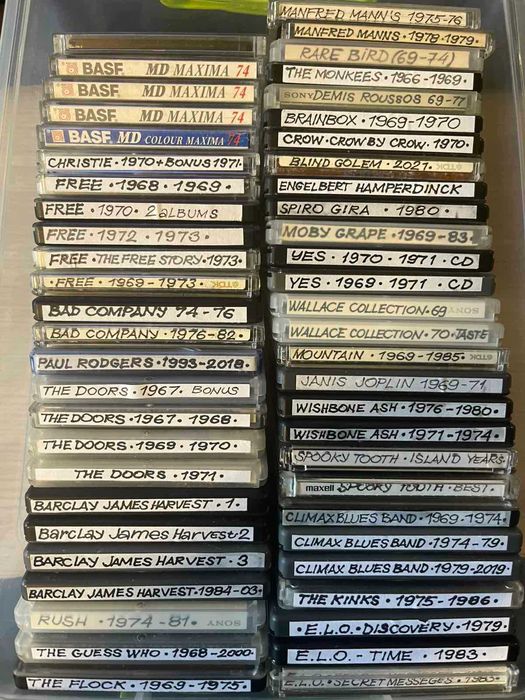 BASF MD MAXIMA 74
BASF MD MAXIMA 74
BASF MD MAXIMA 74
BASF MD COLOUR MAXIMA 74
CHRISTIE • 1970 + BONUS 1971.
FREE • 1968 • 1969 •
FREE • 1970 • 2 ALBUMS
FREE • 1972 • 1973 •
FREE • THE FREE STORY • 1973 •
FREE • 1969 - 1973 • TDK
BAD COMPANY 74 - 76
BAD COMPANY • 1976-82 •
PAUL RODGERS • 1993-2018 •
THE DOORS • 1967 • BONUS
THE DOORS • 1967 - 1968 •
THE DOORS • 1969 • 1970 •
THE DOORS • 1971 •
BARCLAY JAMES HARVEST • 1 •
BARCLAY JAMES HARVEST • 2
BARCLAY JAMES HARVEST • 3
BARCLAY JAMES HARVEST • 1984-03 •
RUSH • 1974-81 • SONY
THE GUESS WHO • 1968-2000 •
THE FLOCK • 1969-1975 •
MANFRED MANN'S 1975-76
MANFRED MANN'S • 1978-1979 •
RARE BIRD (69-74)
THE MONKEES • 1966-1969 •
SONY DEMIS ROUSSOS 69-77
BRAINBOX • 1969-1970
CROW • CROW BY CROW • 1970 •
BLIND GOLEM • 2021 • TDK
ENGELBERT HAMPERDINCK
SPIRO GIRA • 1980 •
MOBY GRAPE • 1969-83 •
YES • 1970 • 1971 • CD
YES • 1969 • 1971 • CD
WALLACE COLLECTION • 69 SONY
WALLACE COLLECTION • 70 • TASTE
MOUNTAIN • 1969-1985 • TDK
JANIS JOPLIN 1969-71
WISHBONE ASH • 1976-1980 •
WISHBONE ASH • 1971-1974 •
SPOOKY TOOTH • ISLAND YEARS
maxell SPOOKY TOOTH • BEST •
CLIMAX BLUES BAND • 1969-1974 •
CLIMAX BLUES BAND • 1974-79 •
CLIMAX BLUES BAND • 1979-2019 •
THE KINKS • 1975-1986 •
• E.L.O. • DISCOVERY • 1979 •
E.L.O. - TIME • 1983 •
E.L.O. • SECRET MESSEGES • 1983